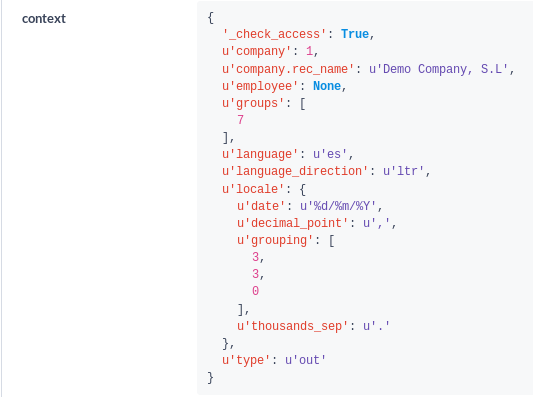 context
{
  '_check_access': True,
  u'company': 1,
  u'company.rec_name': u'Demo Company, S.L',
  u'employee': None,
  u'groups': [
    7
  ],
  u'language': u'es',
  u'language_direction': u'ltr',
  u'locale': {
    u'date': u'%d/%m/%Y',
    u'decimal_point': u',',
    u'grouping': [
      3,
      3,
      0
    ],
    u'thousands_sep': u'.'
  },
  u'type': u'out'
}